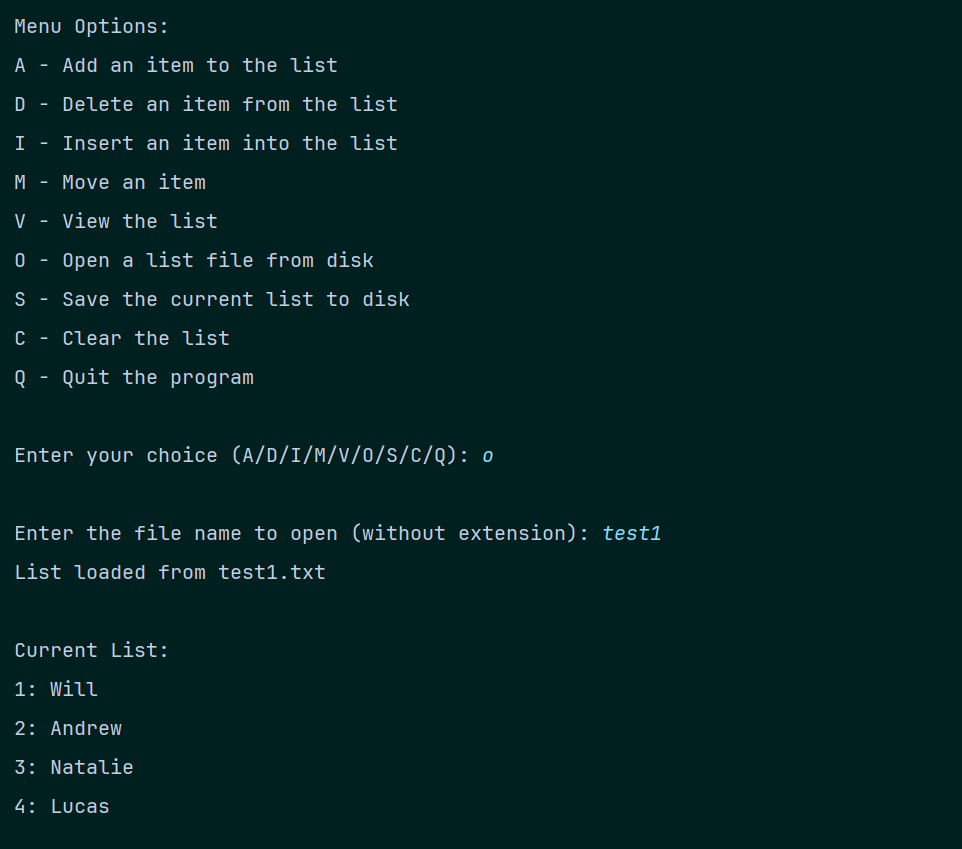 Menu Options:
A - Add an item to the list
D - Delete an item from the list
I - Insert an item into the list
M - Move an item
V - View the list
O - Open a list file from disk
S - Save the current list to disk
C - Clear the list
Q - Quit the program
Enter your choice (A/D/I/M/V/O/S/C/Q): o
Enter the file name to open (without extension): test1
List loaded from test1.txt
Current List:
1: Will
2: Andrew
3: Natalie
4: Lucas